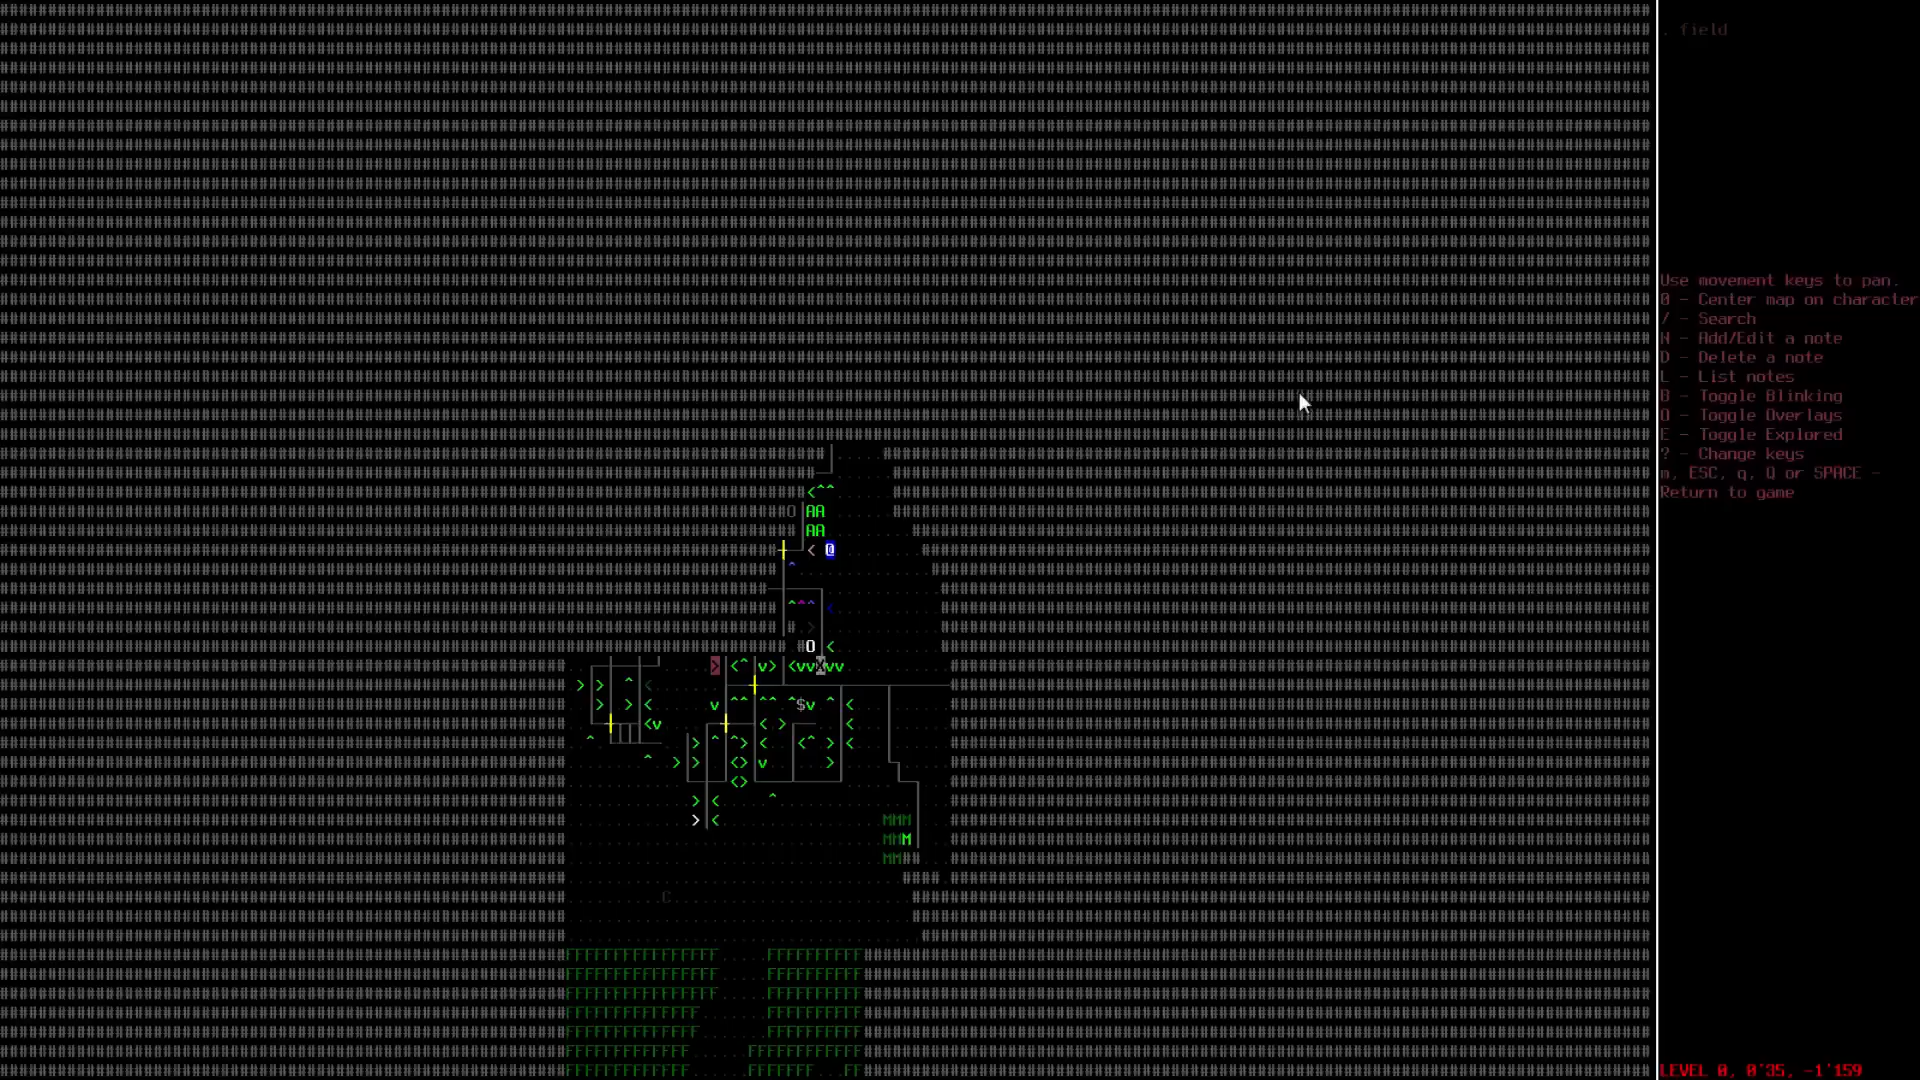 . field
Use movement keys to pan.
0 - Center map on character
/ - Search
N - Add/Edit a note
D - Delete a note
L - List notes
B - Toggle Blinking
O - Toggle Overlays
E - Toggle Explored
? - Change keys
m, ESC, q, Q or SPACE -
Return to game
LEVEL 0, 0'35, -1'159